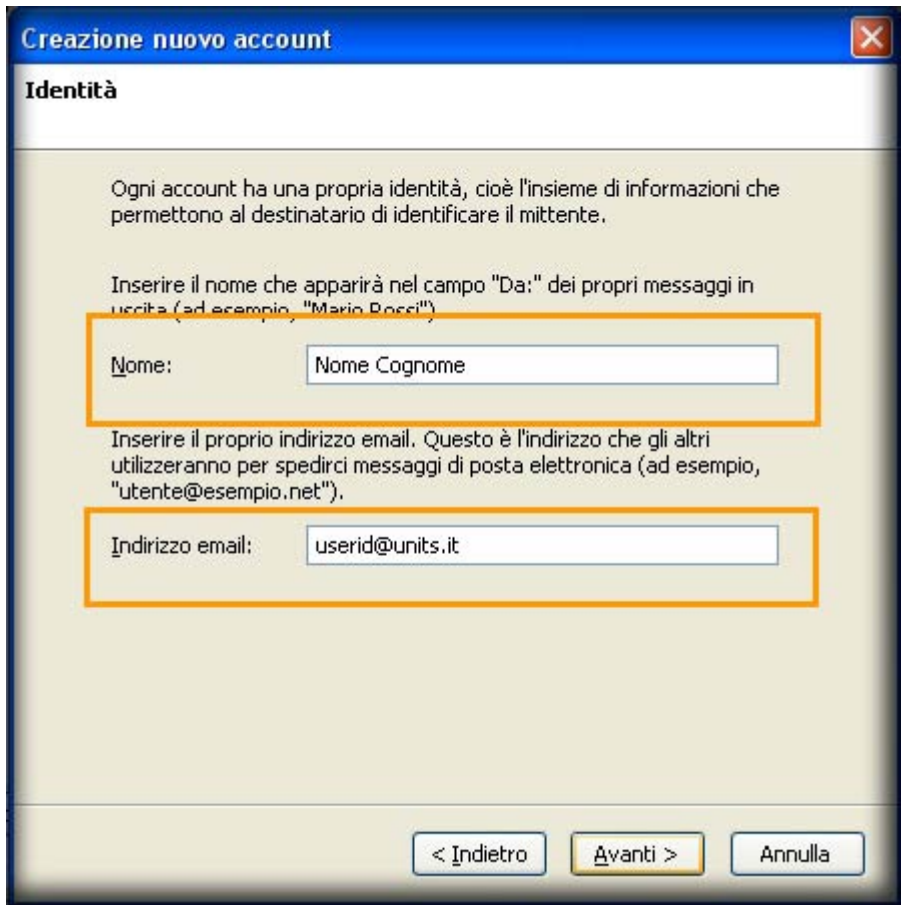 Creazione nuovo account
Identità
Ogni account ha una propria identità, cioè l'insieme di informazioni che
permettono al destinatario di identificare il mittente.
Inserire il nome che apparirà nel campo "Da:" dei propri messaggi in
uscita (ad esempio, "Mario Rossi")
Nome: Nome Cognome
Inserire il proprio indirizzo email. Questo è l'indirizzo che gli altri
utilizzeranno per spedirci messaggi di posta elettronica (ad esempio,
"utente@esempio.net").
Indirizzo email: userid@units.it
< Indietro Avanti > Annulla